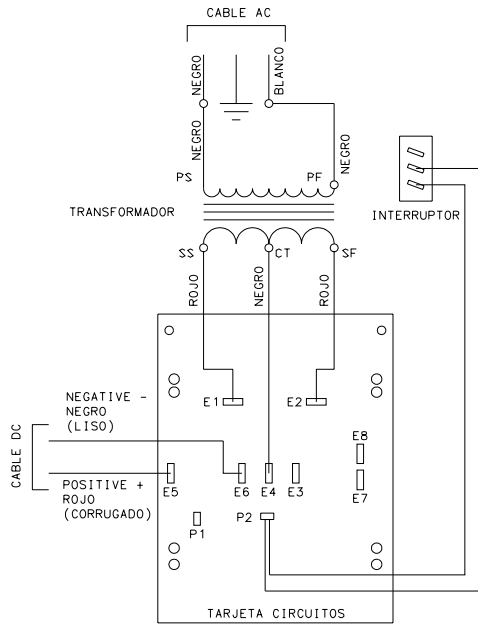 CABLE AC
NEGRO
BLANCO
NEGRO
NEGRO
PS
PF
TRANSFORMADOR
INTERRUPTOR
SS
CT
SF
ROJO
NEGRO
ROJO
E1
E2
NEGATIVE -
NEGRO
(LISO)
CABLE DC
E8
POSITIVE +
ROJO
(CORRUGADO)
E5
E6
E4
E3
E7
P1
P2
TARJETA CIRCUITOS